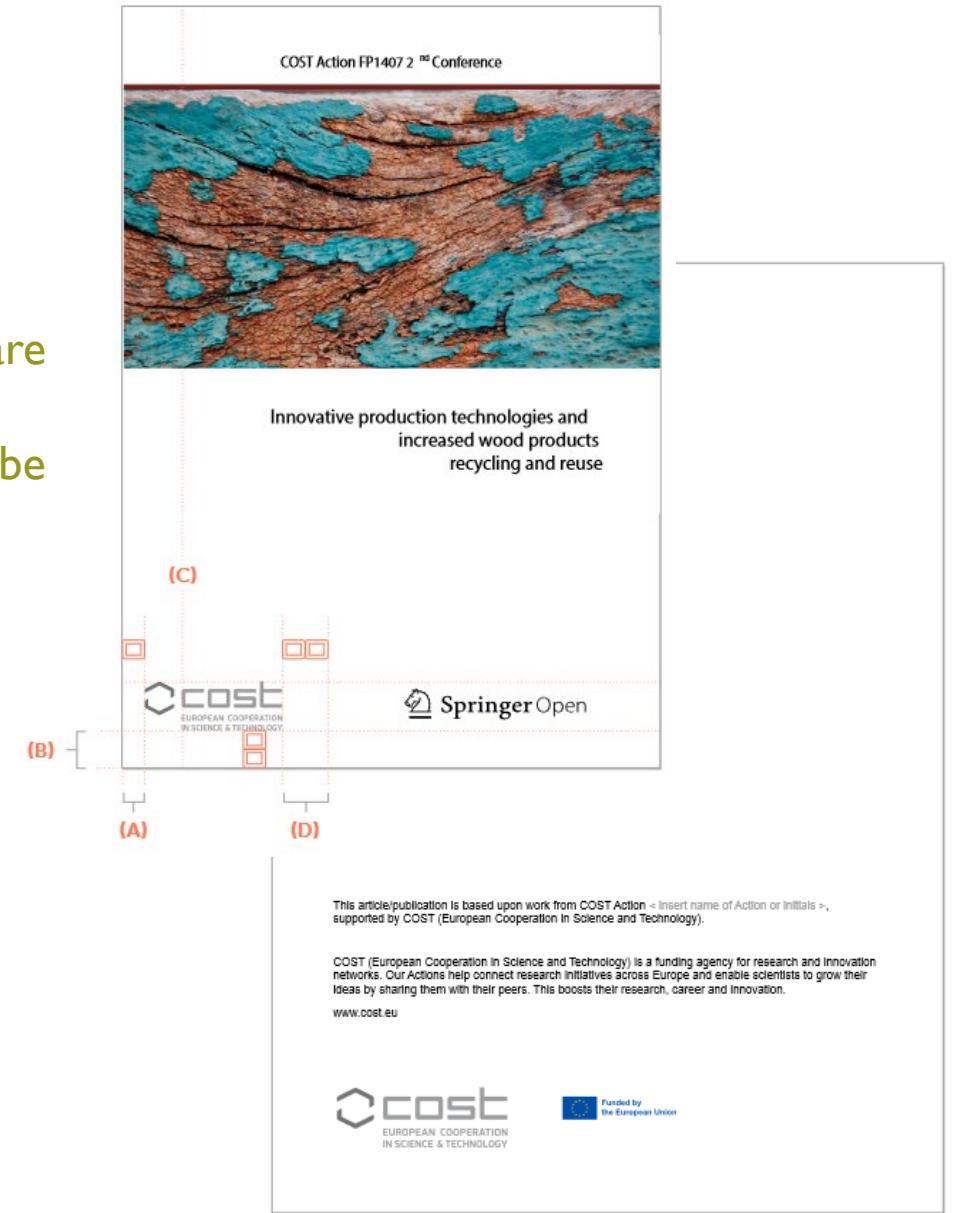 COST Action FP1407 2 nd Conference
are
Innovative production technologies and
increased wood products
be
recycling and reuse
(C)
cost
EUROPEAN COOPERATION
IN SCIENCE & TECHNOLOGY
Springer Open
(B)
(A)
(D)
This article/publication is based upon work from COST Action < Insert name of Action or Initials >,
supported by COST (European Cooperation in Science and Technology).
COST (European Cooperation in Science and Technology) is a funding agency for research and innovation
networks. Our Actions help connect research initiatives across Europe and enable scientists to grow their
ideas by sharing them with their peers. This boosts their research, career and innovation.
www.cost.eu
cost
EUROPEAN COOPERATION
IN SCIENCE & TECHNOLOGY
Funded by
the European Union